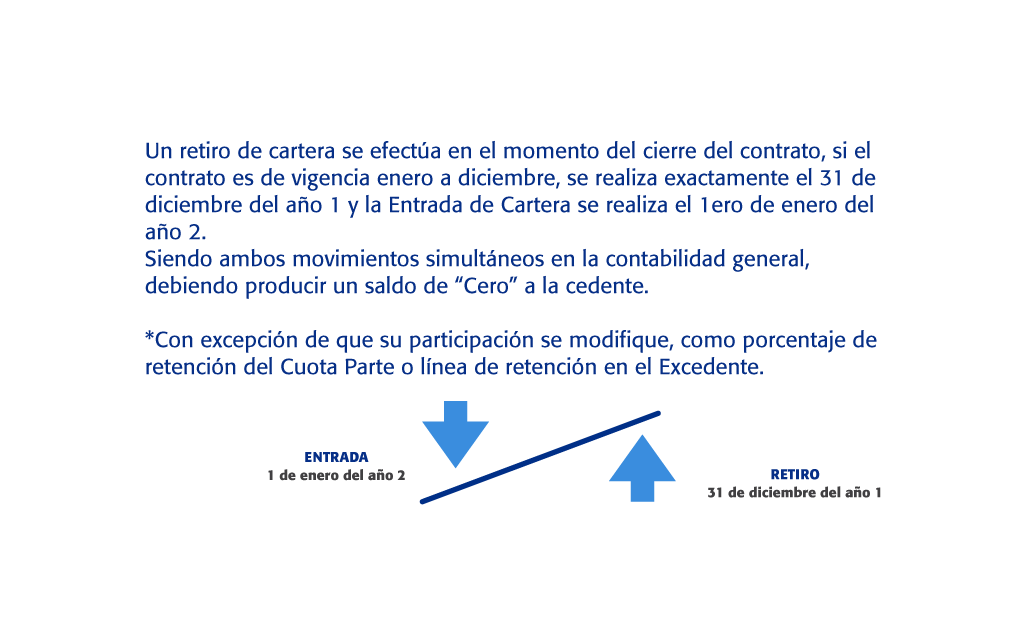 Un retiro de cartera se efectúa en el momento del cierre del contrato, si el
contrato es de vigencia enero a diciembre, se realiza exactamente el 31 de
diciembre del año 1 y la Entrada de Cartera se realiza el 1ero de enero del
año 2.
Siendo ambos movimientos simultáneos en la contabilidad general,
debiendo producir un saldo de “Cero” a la cedente.
*Con excepción de que su participación se modifique, como porcentaje de
retención del Cuota Parte o línea de retención en el Excedente.
ENTRADA
1 de enero del año 2
RETIRO
31 de diciembre del año 1